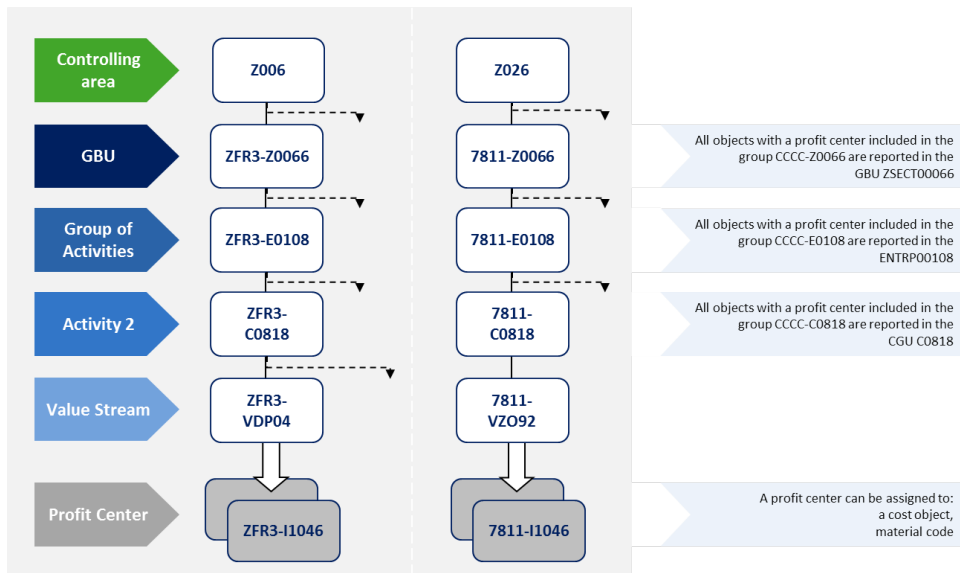 Controlling
area
Z006
Z026
GBU
ZFR3-Z0066
7811-Z0066
All objects with a profit center included in the
group CCCC-Z0066 are reported in the
GBU ZSECT00066
Group of
Activities
ZFR3-E0108
7811-E0108
All objects with a profit center included in the
group CCCC-E0108 are reported in the
ENTRP00108
Activity 2
ZFR3-
C0818
7811-
C0818
All objects with a profit center included in the
group CCCC-C0818 are reported in the
CGU C0818
Value Stream
ZFR3-
VDP04
7811-
VZO92
Profit Center
ZFR3-I1046
7811-I1046
A profit center can be assigned to:
a cost object,
material code